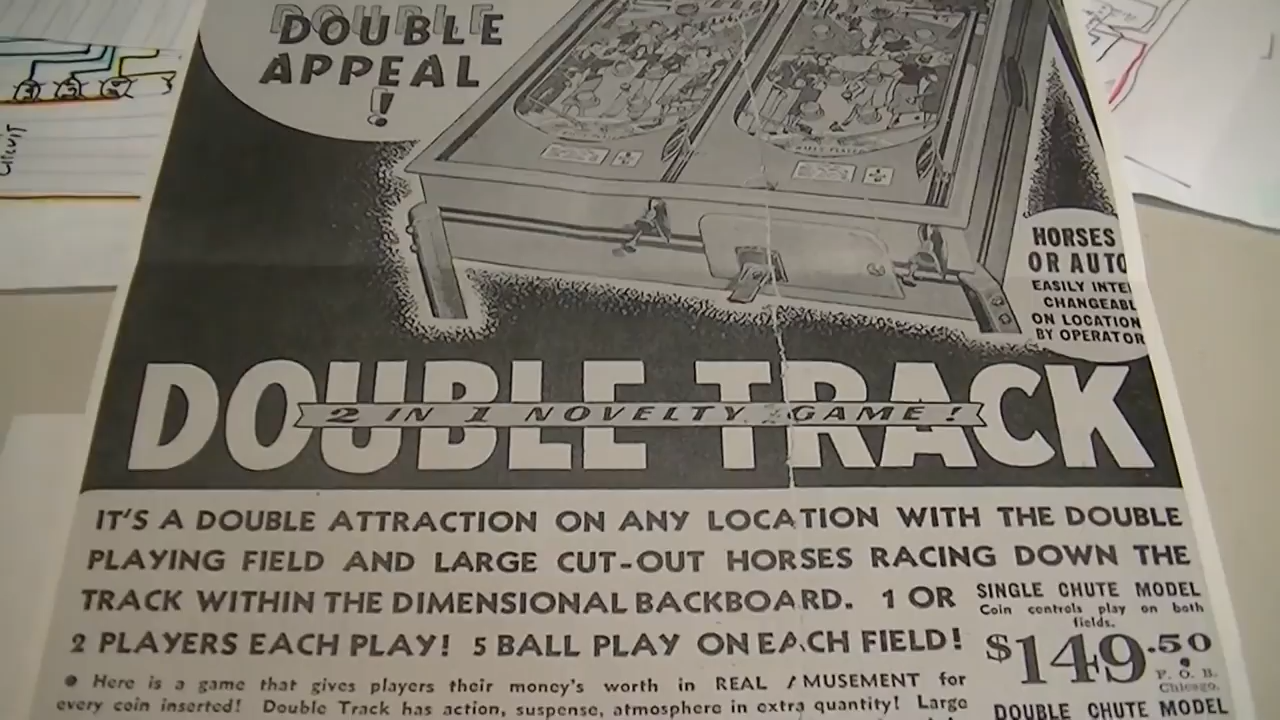 DOUBLE
DOUBLE
APPEAL
!
HORSES
OR AUTO
EASILY INTE
CHANGEABL
ON LOCATION
BY OPERATOR
DOUBLE TRACK
2 IN 1 NOVELTY GAME!
IT'S A DOUBLE ATTRACTION ON ANY LOCATION WITH THE DOUBLE
PLAYING FIELD AND LARGE CUT-OUT HORSES RACING DOWN THE
TRACK WITHIN THE DIMENSIONAL BACKBOARD. 1 OR
2 PLAYERS EACH PLAY! 5 BALL PLAY ON EACH FIELD!
● Here is a game that gives players their money's worth in REAL AMUSEMENT for
every coin inserted! Double Track has action, suspense, atmosphere in extra quantity! Large
SINGLE CHUTE MODEL
Coin controls play on both
fields.
$149.50
F. O. B.
Chicago.
DOUBLE CHUTE MODEL